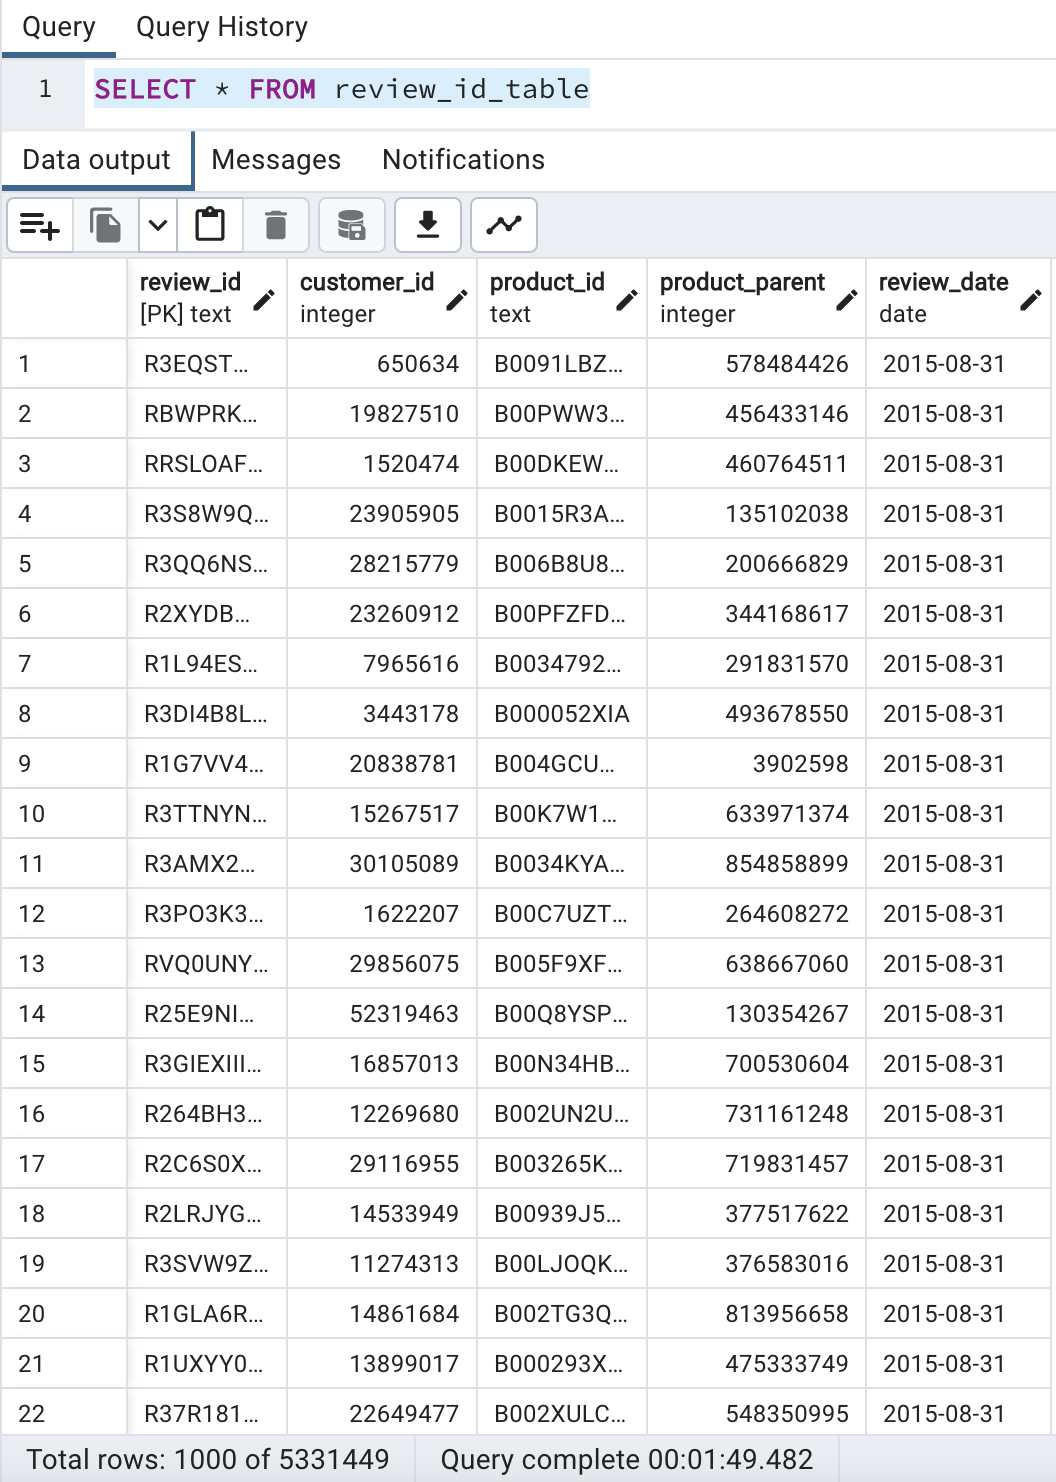 Query Query History
1 SELECT * FROM review_id_table
Data output Messages Notifications
review_id customer_id product_id product_parent review_date
[PK] text integer text integer date
1 R3EQST... 650634 B0091LBZ... 578484426 2015-08-31
2 RBWPRK... 19827510 B00PWW3... 456433146 2015-08-31
3 RRSLOAF... 1520474 B00DKEW... 460764511 2015-08-31
4 R3S8W9Q... 23905905 B0015R3A... 135102038 2015-08-31
5 R3QQ6NS... 28215779 B006B8U8... 200666829 2015-08-31
6 R2XYDB... 23260912 B00PFZFD... 344168617 2015-08-31
7 R1L94ES... 7965616 B0034792... 291831570 2015-08-31
8 R3DI4B8L... 3443178 B000052XIA 493678550 2015-08-31
9 R1G7VV4... 20838781 B004GCU... 3902598 2015-08-31
10 R3TTNYN... 15267517 B00K7W1... 633971374 2015-08-31
11 R3AMX2... 30105089 B0034KYA... 854858899 2015-08-31
12 R3PO3K3... 1622207 B00C7UZT... 264608272 2015-08-31
13 RVQ0UNY... 29856075 B005F9XF... 638667060 2015-08-31
14 R25E9NI... 52319463 B00Q8YSP... 130354267 2015-08-31
15 R3GIEXIII... 16857013 B00N34HB... 700530604 2015-08-31
16 R264BH3... 12269680 B002UN2U... 731161248 2015-08-31
17 R2C6S0X... 29116955 B003265K... 719831457 2015-08-31
18 R2LRJYG... 14533949 B00939J5... 377517622 2015-08-31
19 R3SVW9Z... 11274313 B00LJOQK... 376583016 2015-08-31
20 R1GLA6R... 14861684 B002TG3Q... 813956658 2015-08-31
21 R1UXYY0... 13899017 B000293X... 475333749 2015-08-31
22 R37R181... 22649477 B002XULC... 548350995 2015-08-31
Total rows: 1000 of 5331449 Query complete 00:01:49.482